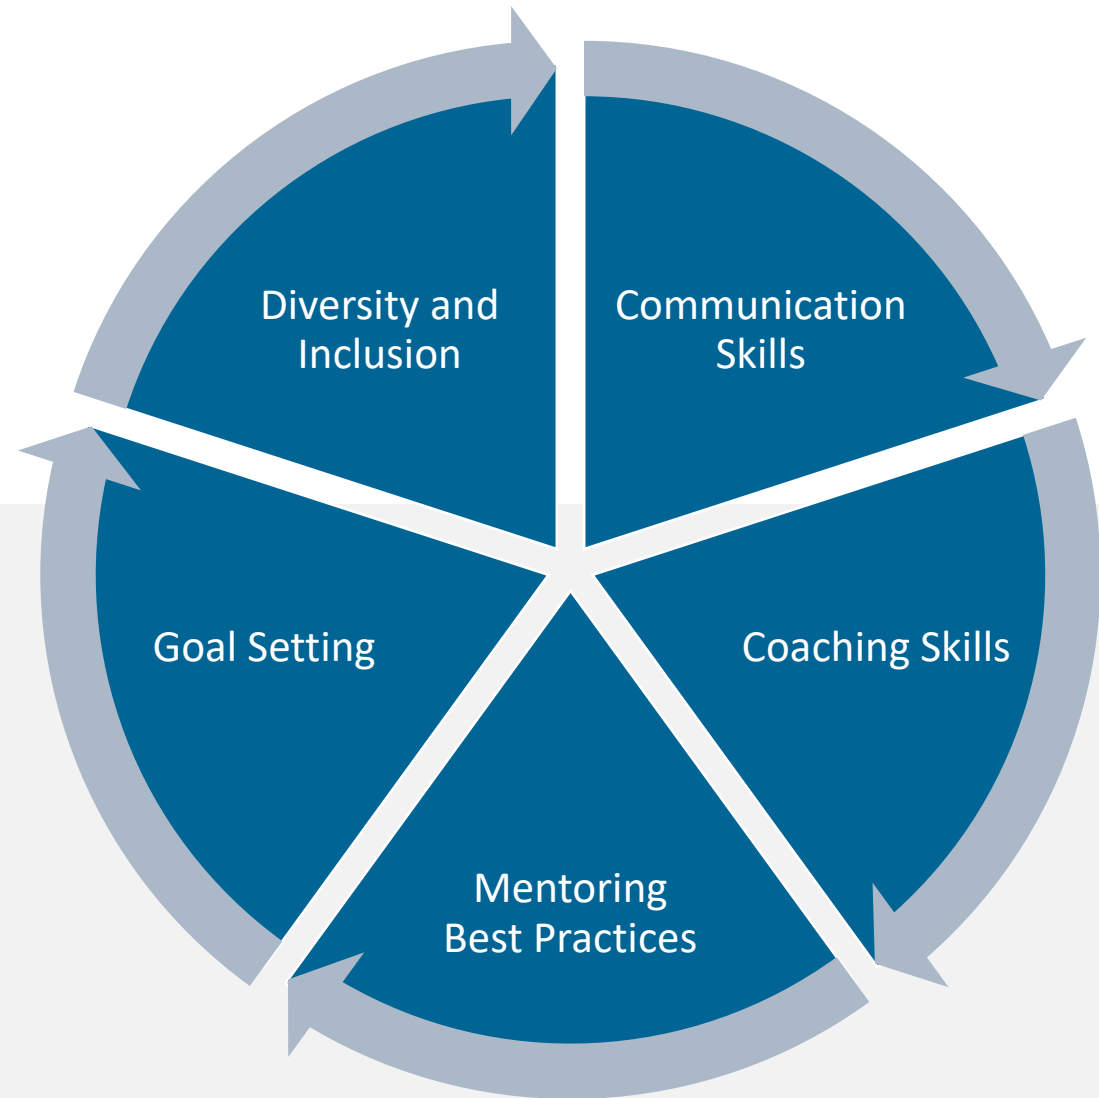 Diversity and
Inclusion
Communication
Skills
Goal Setting
Coaching Skills
Mentoring
Best Practices